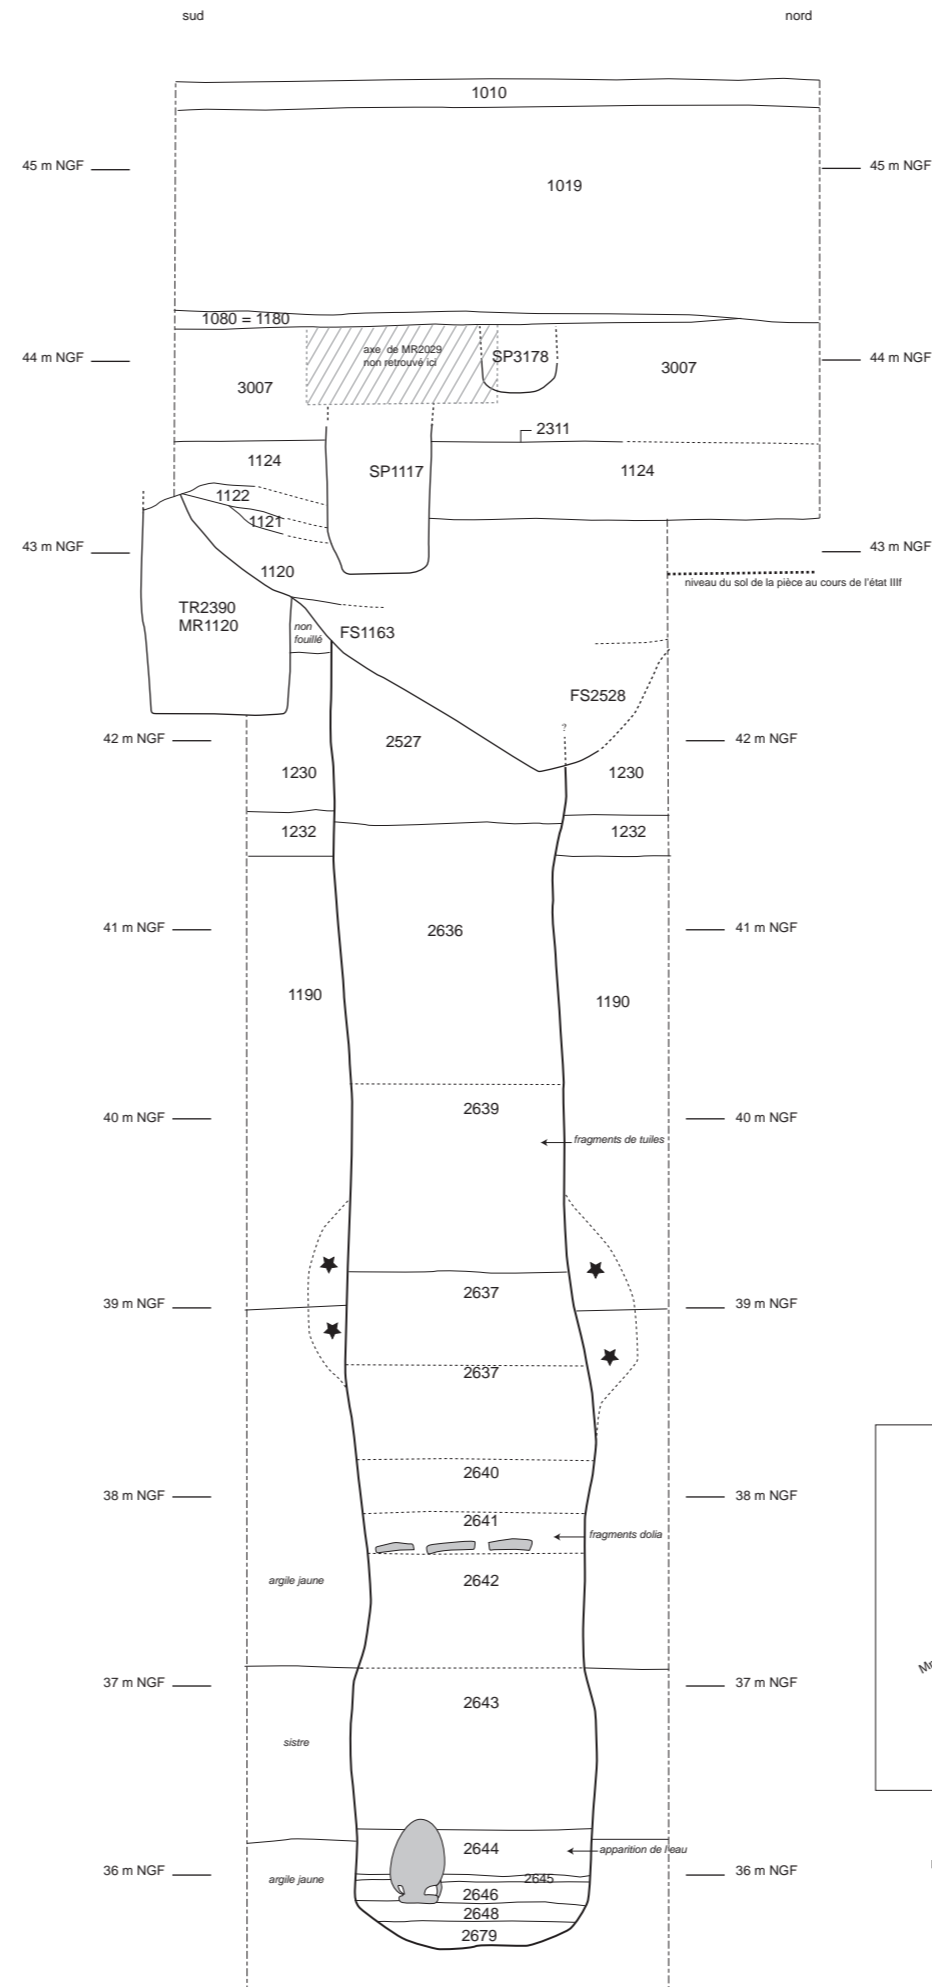 sud nord
1010
45 m NGF 45 m NGF
1019
1080 = 1180
axe de MR2029
non retrouvé ici
SP3178
44 m NGF 44 m NGF
3007 3007
2311
1124 SP1117 1124
1122
1121
43 m NGF 43 m NGF
1120
niveau du sol de la pièce au cours de l'état IIIf
TR2390
MR1120
non
fouillé
FS1163
FS2528
?
42 m NGF 2527 42 m NGF
1230 1230
1232 1232
41 m NGF 2636 41 m NGF
1190 1190
2639
40 m NGF 40 m NGF
fragments de tuiles
2637
39 m NGF 39 m NGF
2637
2640
38 m NGF 38 m NGF
2641
fragments dolia
argile jaune 2642
37 m NGF 37 m NGF
2643
sistre
2644 apparition de l'eau
36 m NGF 36 m NGF
argile jaune 2645
2646
2648
2679